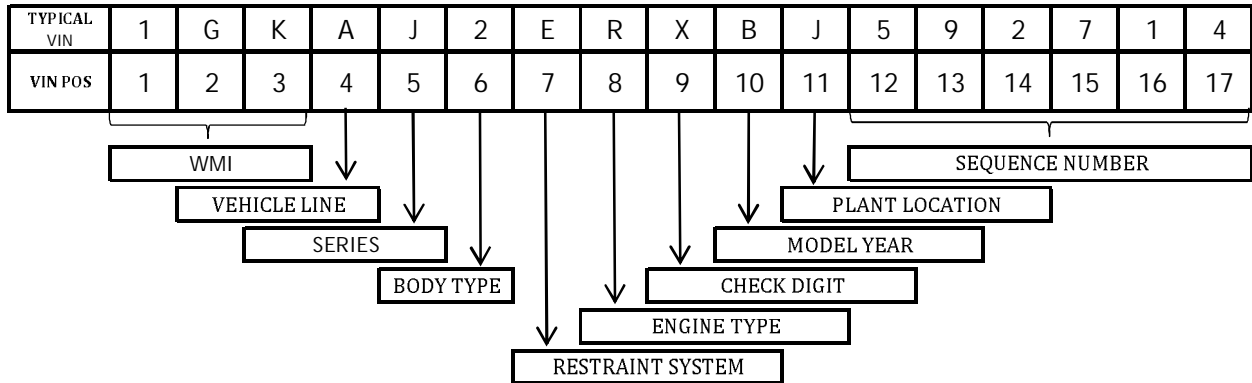 TYPICAL VIN 1 G K A J 2 E R X B J 5 9 2 7 1 4
VIN POS 1 2 3 4 5 6 7 8 9 10 11 12 13 14 15 16 17
WMI SEQUENCE NUMBER
VEHICLE LINE PLANT LOCATION
SERIES MODEL YEAR
BODY TYPE CHECK DIGIT
ENGINE TYPE
RESTRAINT SYSTEM